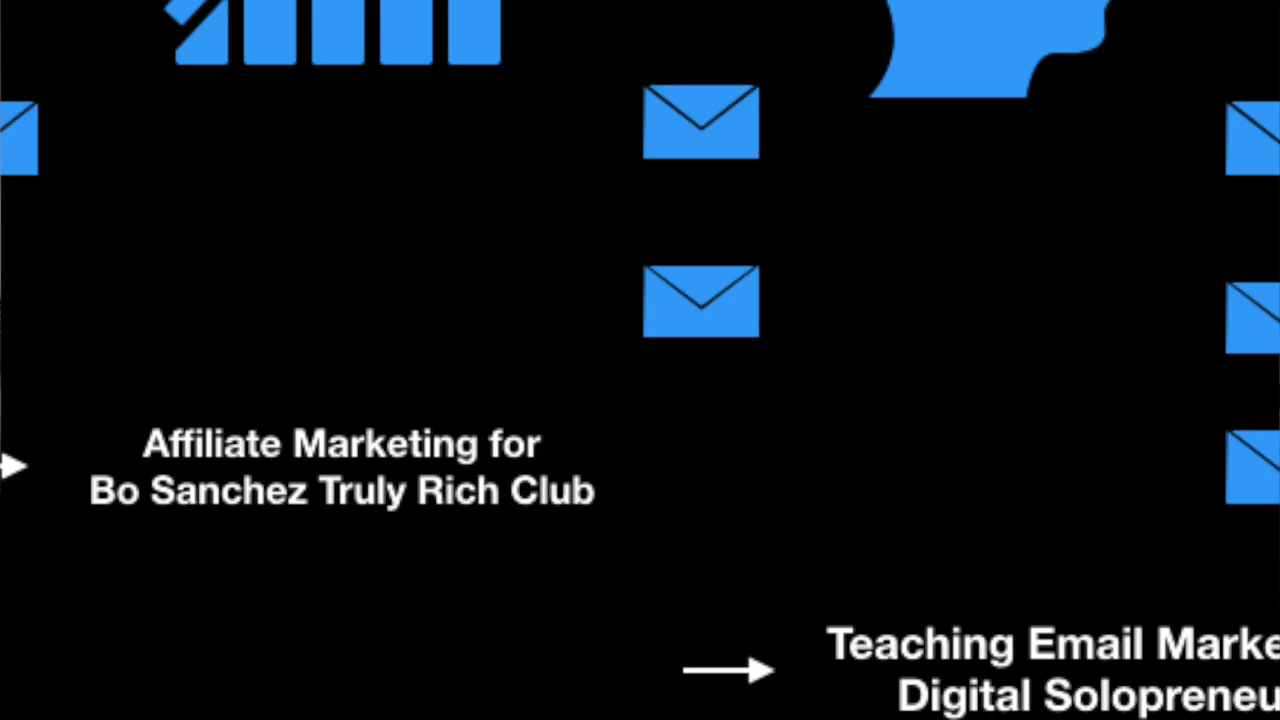 Affiliate Marketing for
Bo Sanchez Truly Rich Club
Teaching Email Marke
Digital Solopreneu